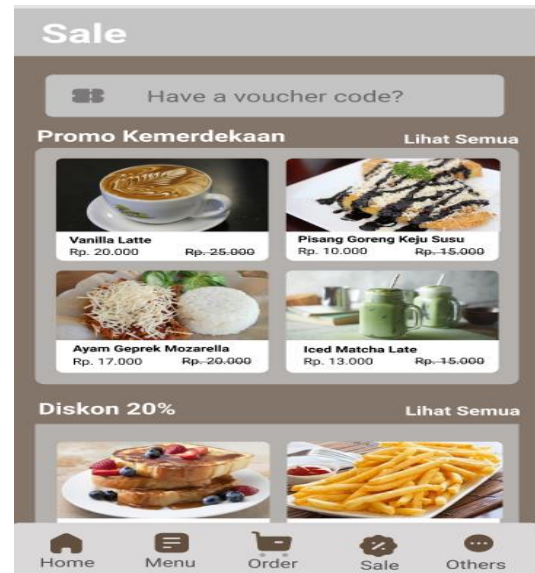 Sale
Have a voucher code?
Promo Kemerdekaan Lihat Semua
Vanilla Latte
Rp. 20.000 Rp. 25.000
Pisang Goreng Keju Susu
Rp. 10.000 Rp. 15.000
Ayam Geprek Mozarella
Rp. 17.000 Rp. 20.000
Iced Matcha Late
Rp. 13.000 Rp. 15.000
Diskon 20% Lihat Semua
Home Menu Order Sale Others